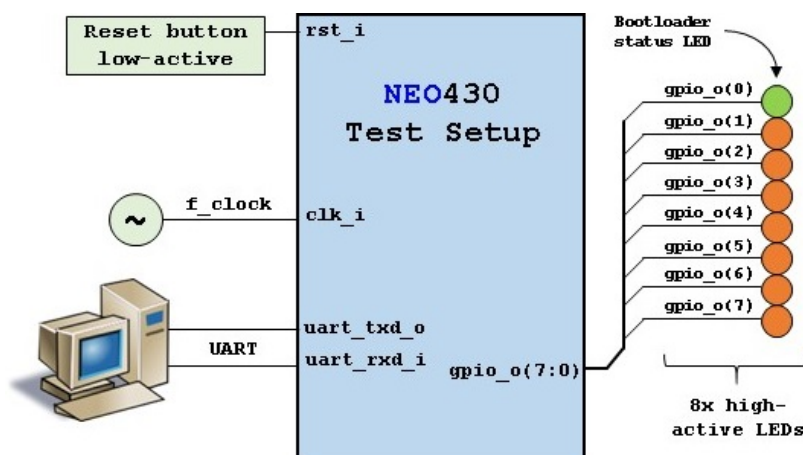 Reset button
low-active
rst_i
NEO430
Test Setup
f_clock
~
clk_i
UART
uart_txd_o
uart_rxd_i
gpio_o(7:0)
Bootloader
status LED
gpio_o(0)
gpio_o(1)
gpio_o(2)
gpio_o(3)
gpio_o(4)
gpio_o(5)
gpio_o(6)
gpio_o(7)
8x high-
active LEDs